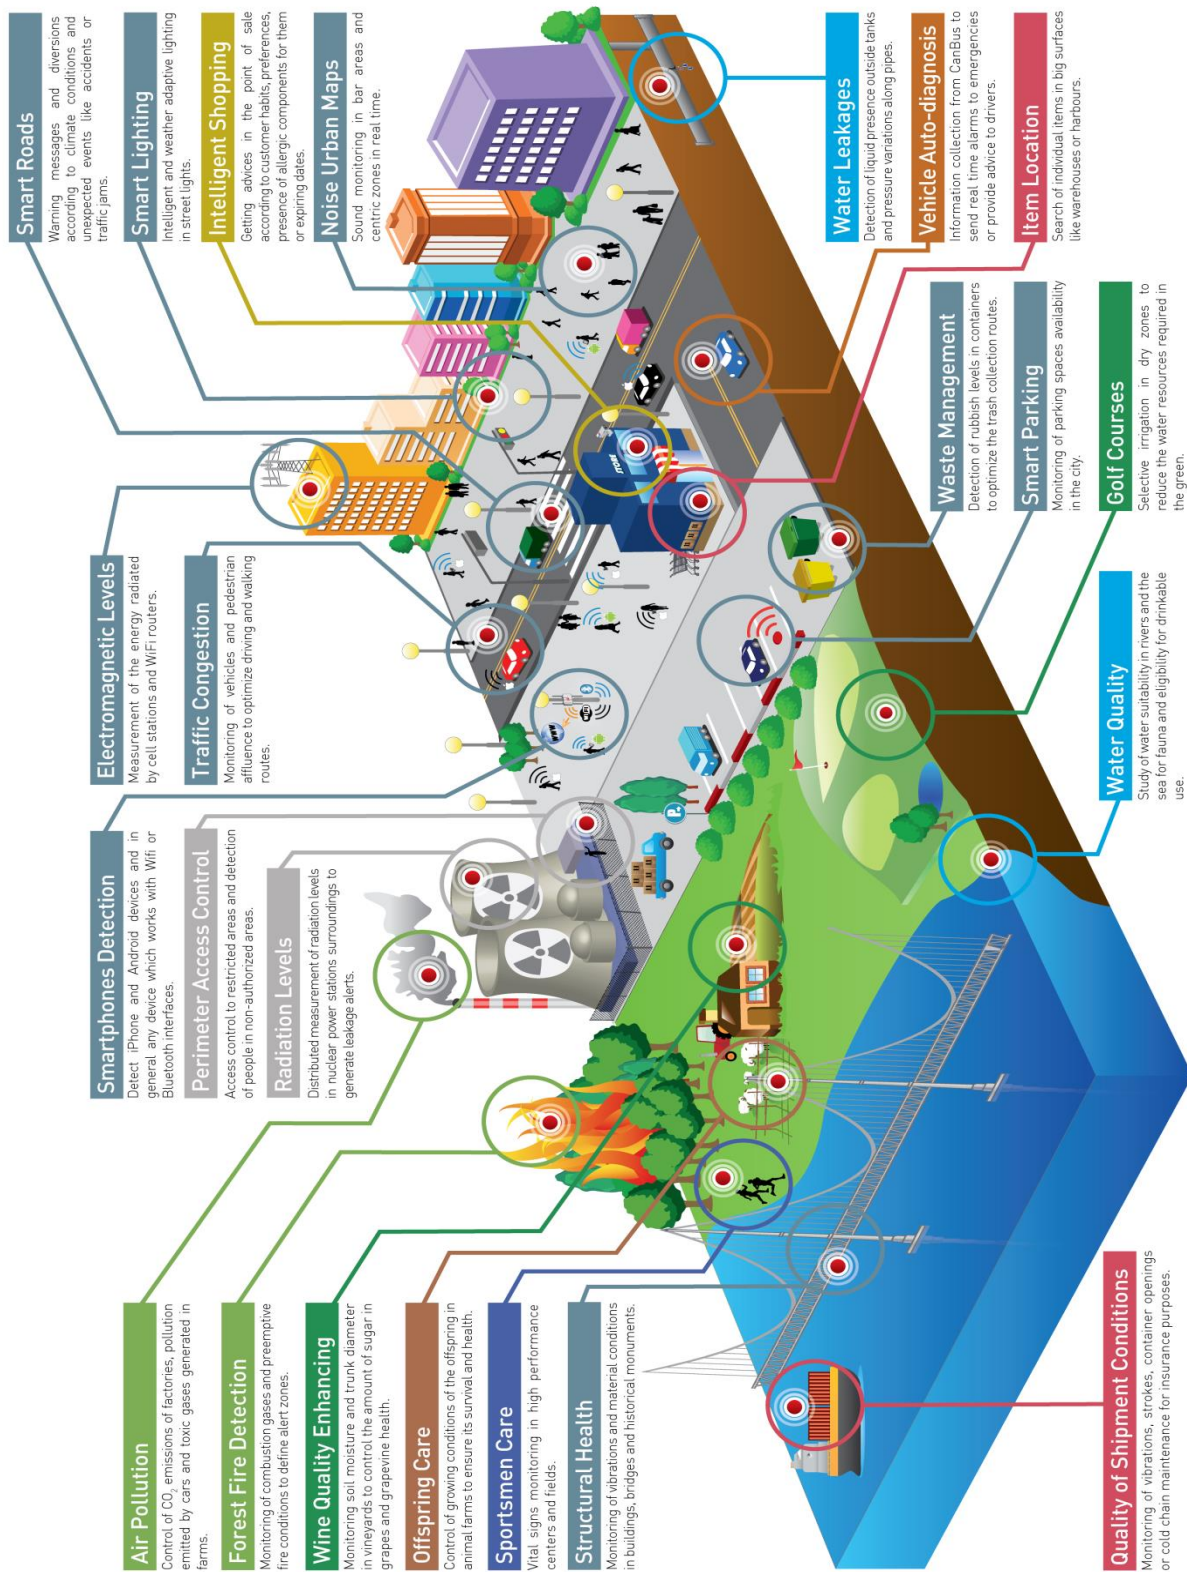 Air Pollution
Control of CO2 emissions of factories, pollution
emitted by cars and toxic gases generated in
farms.
Forest Fire Detection
Monitoring of combustion gases and preemptive
fire conditions to define alert zones.
Wine Quality Enhancing
Monitoring soil moisture and trunk diameter
in vineyards to control the amount of sugar in
grapes and grapevine health.
Offspring Care
Control of growing conditions of the offspring in
animal farms to ensure its survival and health.
Sportsmen Care
Vital signs monitoring in high performance
centers and fields.
Structural Health
Monitoring of vibrations and material conditions
in buildings, bridges and historical monuments.
Quality of Shipment Conditions
Monitoring of vibrations, strokes, container openings
or cold chain maintenance for insurance purposes.
Smartphones Detection
Detect iPhone and Android devices and in
general any device which works with Wifi or
Bluetooth interfaces.
Perimeter Access Control
Access control to restricted areas and detection
of people in non-authorized areas.
Radiation Levels
Distributed measurement of radiation levels
in nuclear power stations surroundings to
generate leakage alerts.
Electromagnetic Levels
Measurement of the energy radiated
by cell stations and WiFi routers.
Traffic Congestion
Monitoring of vehicles and pedestrian
affluence to optimize driving and walking
routes.
Smart Roads
Warning messages and diversions
according to climate conditions and
unexpected events like accidents or
traffic jams.
Smart Lighting
Intelligent and weather adaptive lighting
in street lights.
Intelligent Shopping
Getting advices in the point of sale
according to customer habits, preferences,
presence of allergic components for them
or expiring dates.
Noise Urban Maps
Sound monitoring in bar areas and
centric zones in real time.
Water Leakages
Detection of liquid presence outside tanks
and pressure variations along pipes.
Vehicle Auto-diagnosis
Information collection from CanBus to
send real time alarms to emergencies
or provide advice to drivers.
Item Location
Search of individual items in big surfaces
like warehouses or harbours.
Waste Management
Detection of rubbish levels in containers
to optimize the trash collection routes.
Smart Parking
Monitoring of parking spaces availability
in the city.
Golf Courses
Selective irrigation in dry zones to
reduce the water resources required in
the green.
Water Quality
Study of water suitability in rivers and the
sea for fauna and eligibility for drinkable
use.
WWW
WiFi
STORE
P